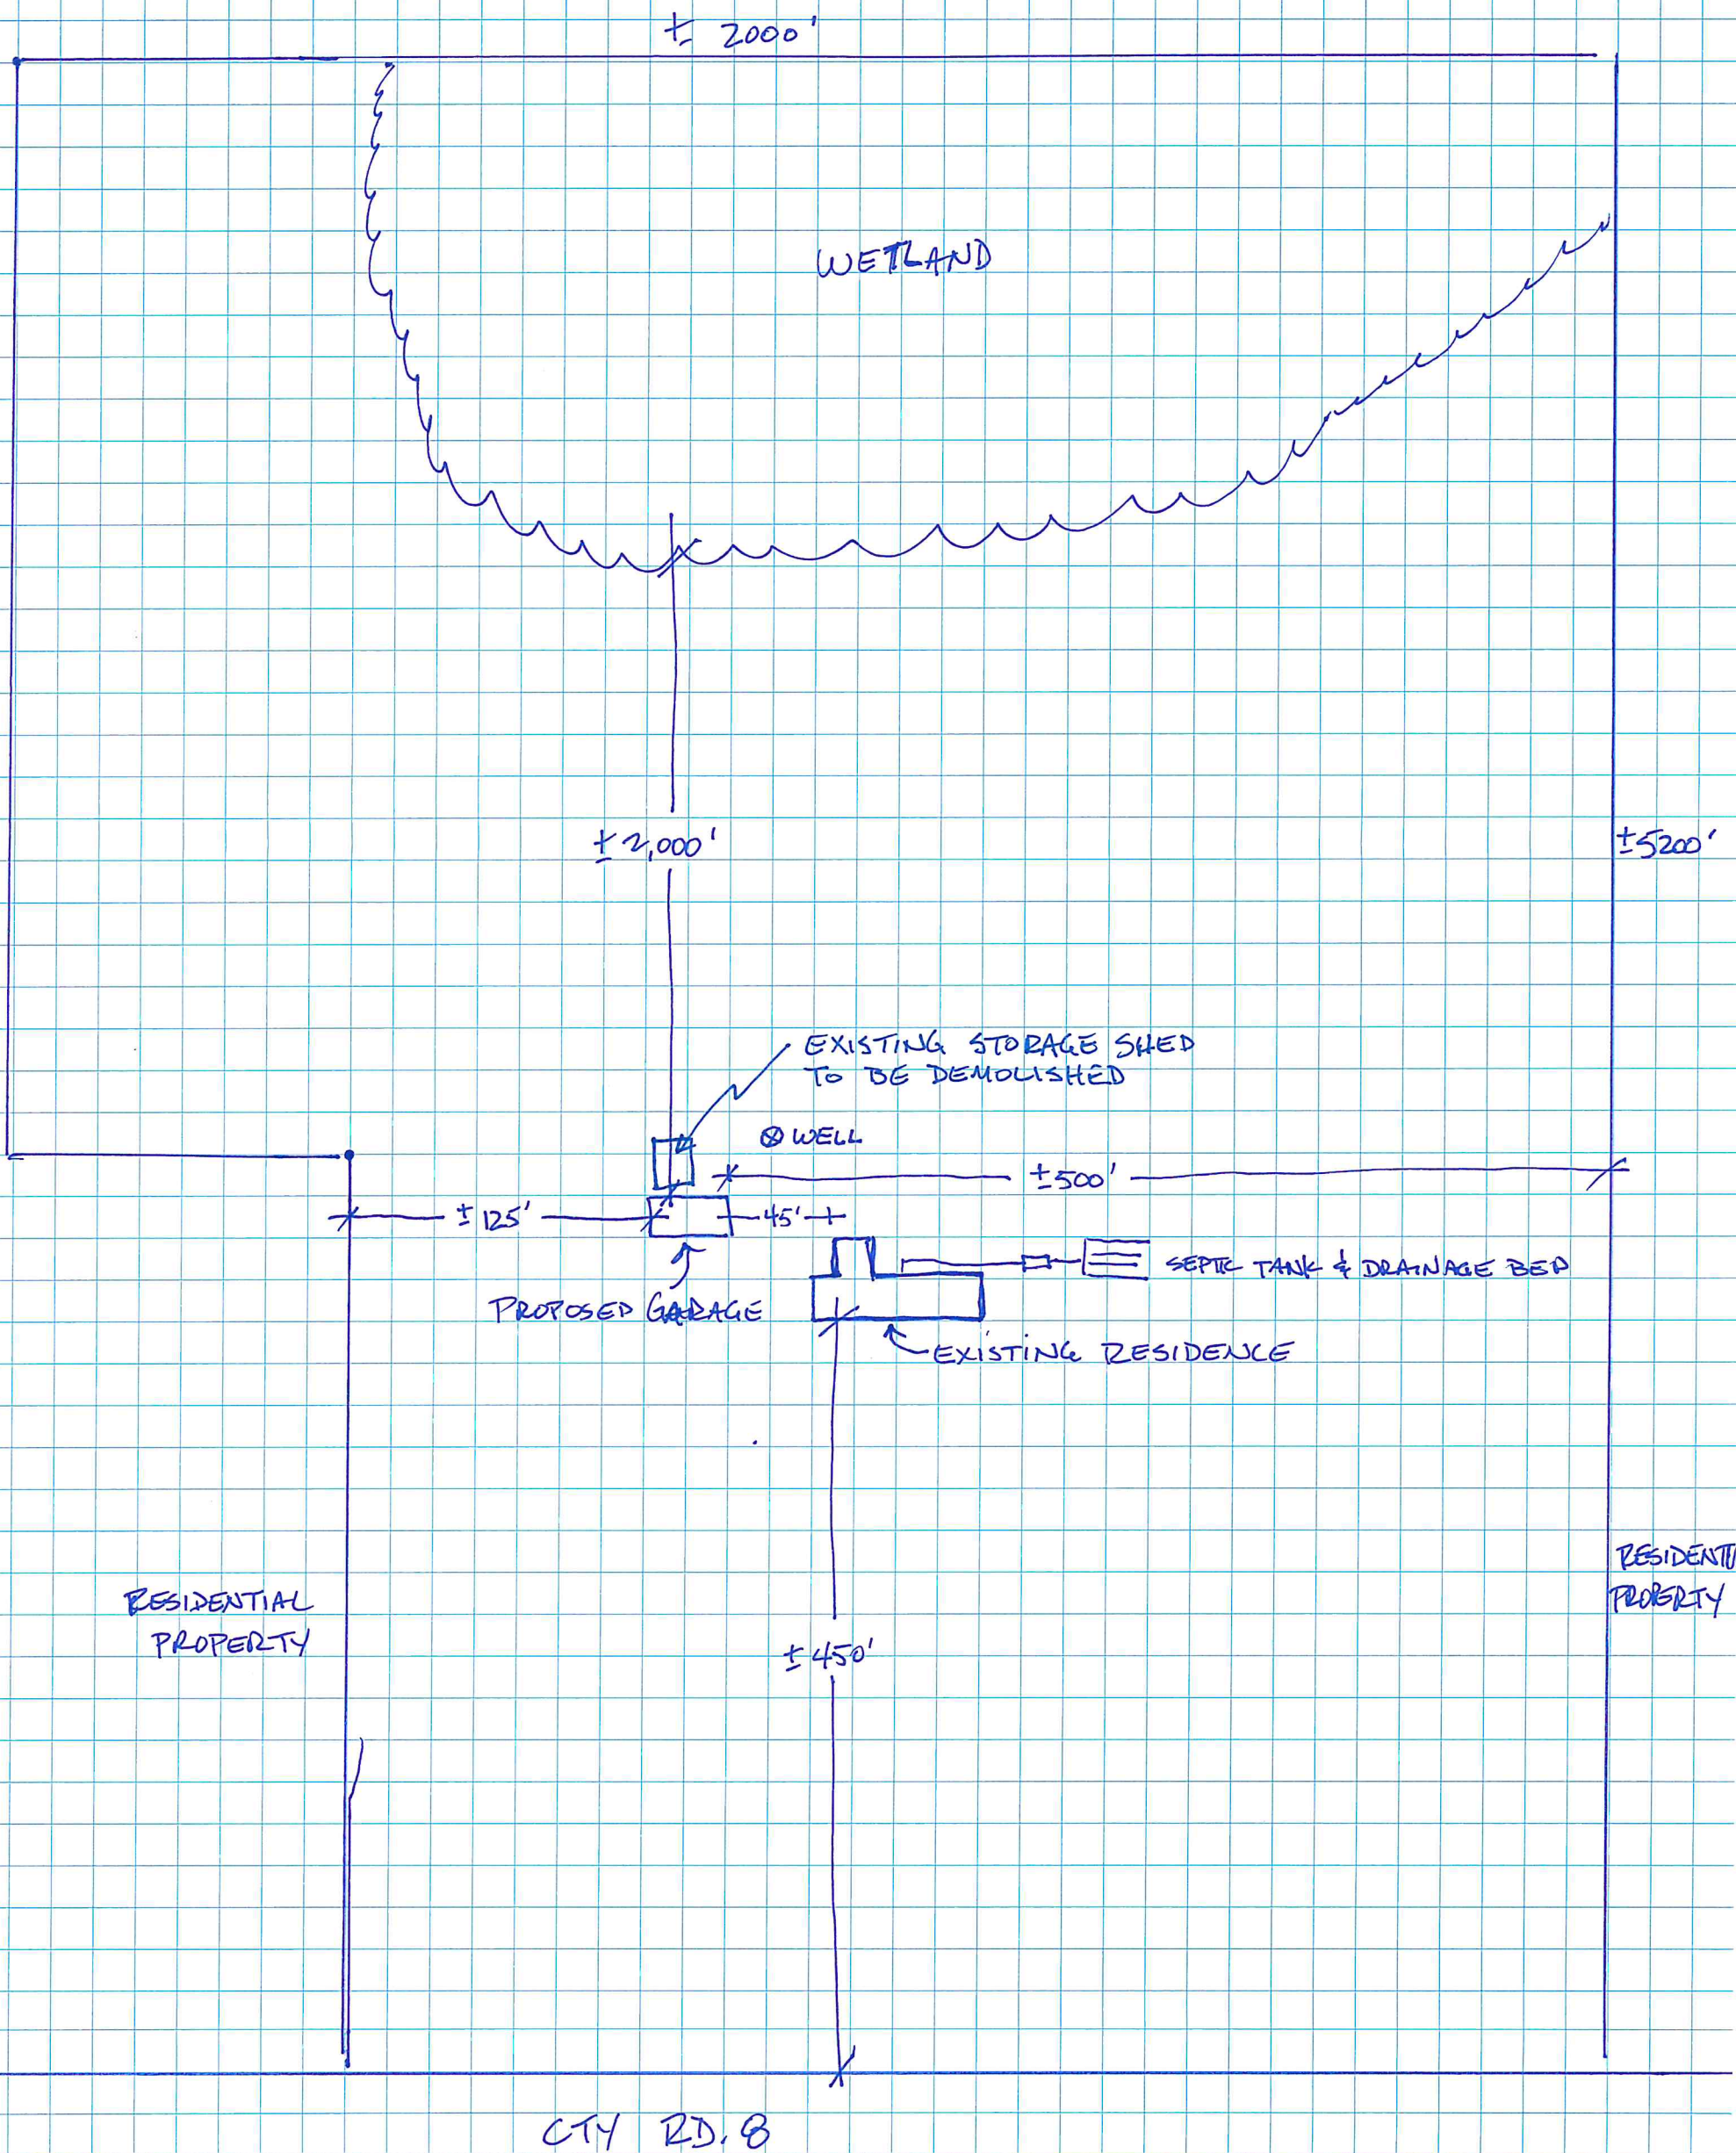 ± 2000'
WETLAND
± 2,000'
±5200'
EXISTING STORAGE SHED
TO BE DEMOLISHED
WELL
±500'
± 125'
45'
SEPTIC TANK & DRAINAGE BED
PROPOSED GARAGE
EXISTING RESIDENCE
RESIDENTIAL
PROPERTY
RESIDENTI
PROPERTY
± 450'
CTY RD. 8